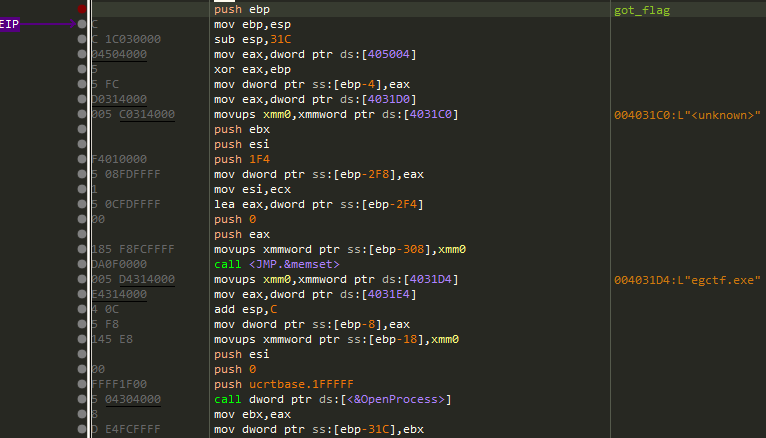 push ebp got_flag
EIP C mov ebp,esp
C 1C030000 sub esp,31C
04504000 mov eax,dword ptr ds:[405004]
5 xor eax,ebp
5 FC mov dword ptr ss:[ebp-4],eax
D0314000 mov eax,dword ptr ds:[4031D0]
005 C0314000 movups xmm0,xmmword ptr ds:[4031C0] 004031C0:L"<unknown>"
push ebx
push esi
F4010000 push 1F4
5 08FDFFFF mov dword ptr ss:[ebp-2F8],eax
1 mov esi,ecx
5 0CFDFFFF lea eax,dword ptr ss:[ebp-2F4]
00 push 0
push eax
185 F8FCFFFF movups xmmword ptr ss:[ebp-308],xmm0
DA0F0000 call <JMP.&memset>
005 D4314000 movups xmm0,xmmword ptr ds:[4031D4] 004031D4:L"egctf.exe"
E4314000 mov eax,dword ptr ds:[4031E4]
4 0C add esp,C
5 F8 mov dword ptr ss:[ebp-8],eax
145 E8 movups xmmword ptr ss:[ebp-18],xmm0
push esi
00 push 0
FFFF1F00 push ucrtbase.1FFFFF
5 04304000 call dword ptr ds:[<&OpenProcess>]
8 mov ebx,eax
D E4FCFFFF mov dword ptr ss:[ebp-31C],ebx